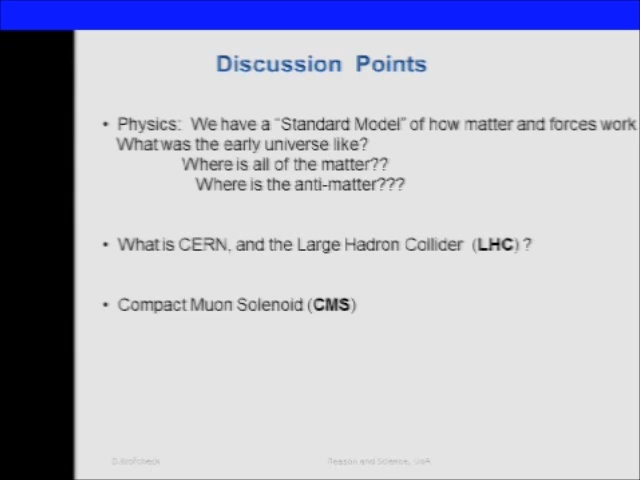 Discussion Points
• Physics: We have a "Standard Model" of how matter and forces work
What was the early universe like?
Where is all of the matter??
Where is the anti-matter???
• What is CERN, and the Large Hadron Collider (LHC) ?
• Compact Muon Solenoid (CMS)
Reason and Science, UoA